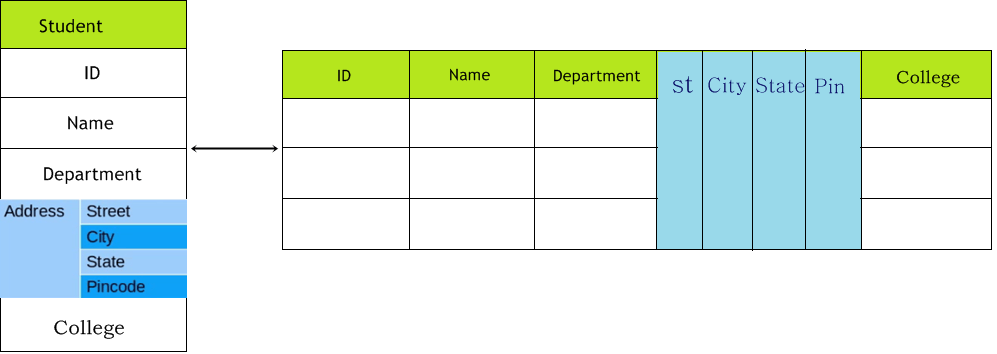 Student
ID
Name
Department
Address Street
City
State
Pincode
College
ID Name Department st City State Pin College